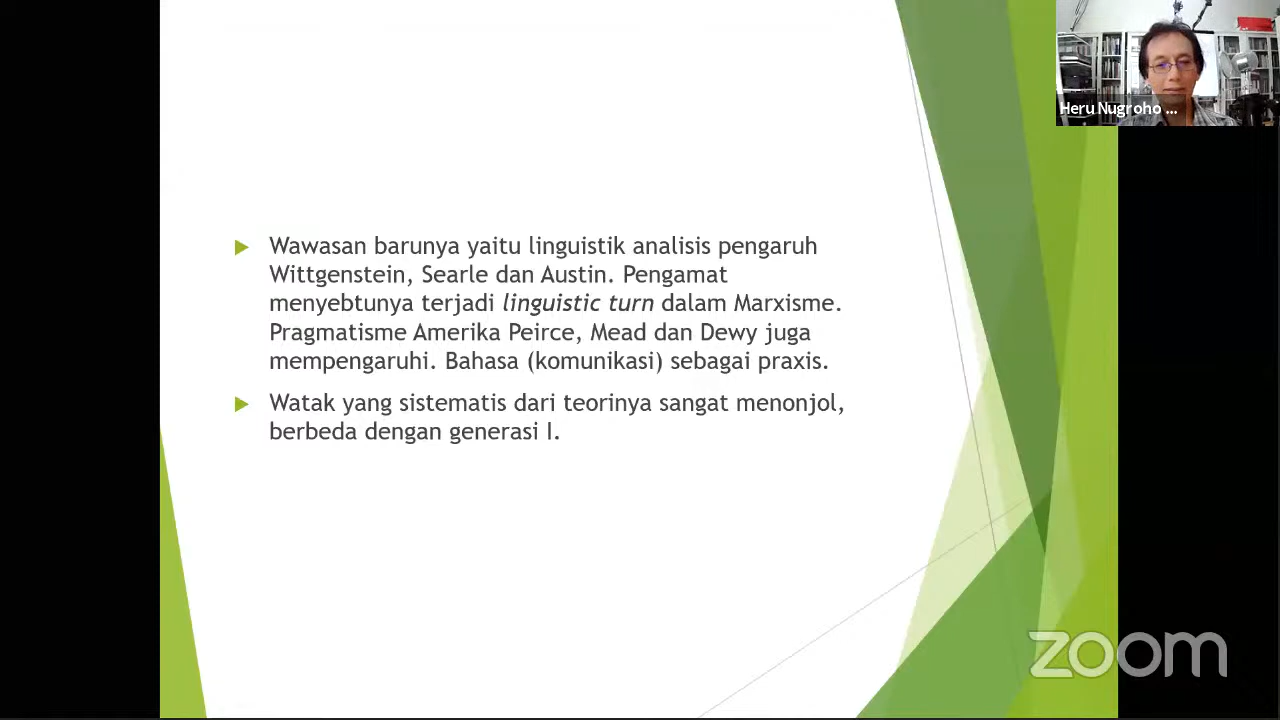 Heru Nugroho ...
Wawasan barunya yaitu linguistik analisis pengaruh
Wittgenstein, Searle dan Austin. Pengamat
menyebtunya terjadi linguistic turn dalam Marxisme.
Pragmatisme Amerika Peirce, Mead dan Dewy juga
mempengaruhi. Bahasa (komunikasi) sebagai praxis.
Watak yang sistematis dari teorinya sangat menonjol,
berbeda dengan generasi I.
zoom